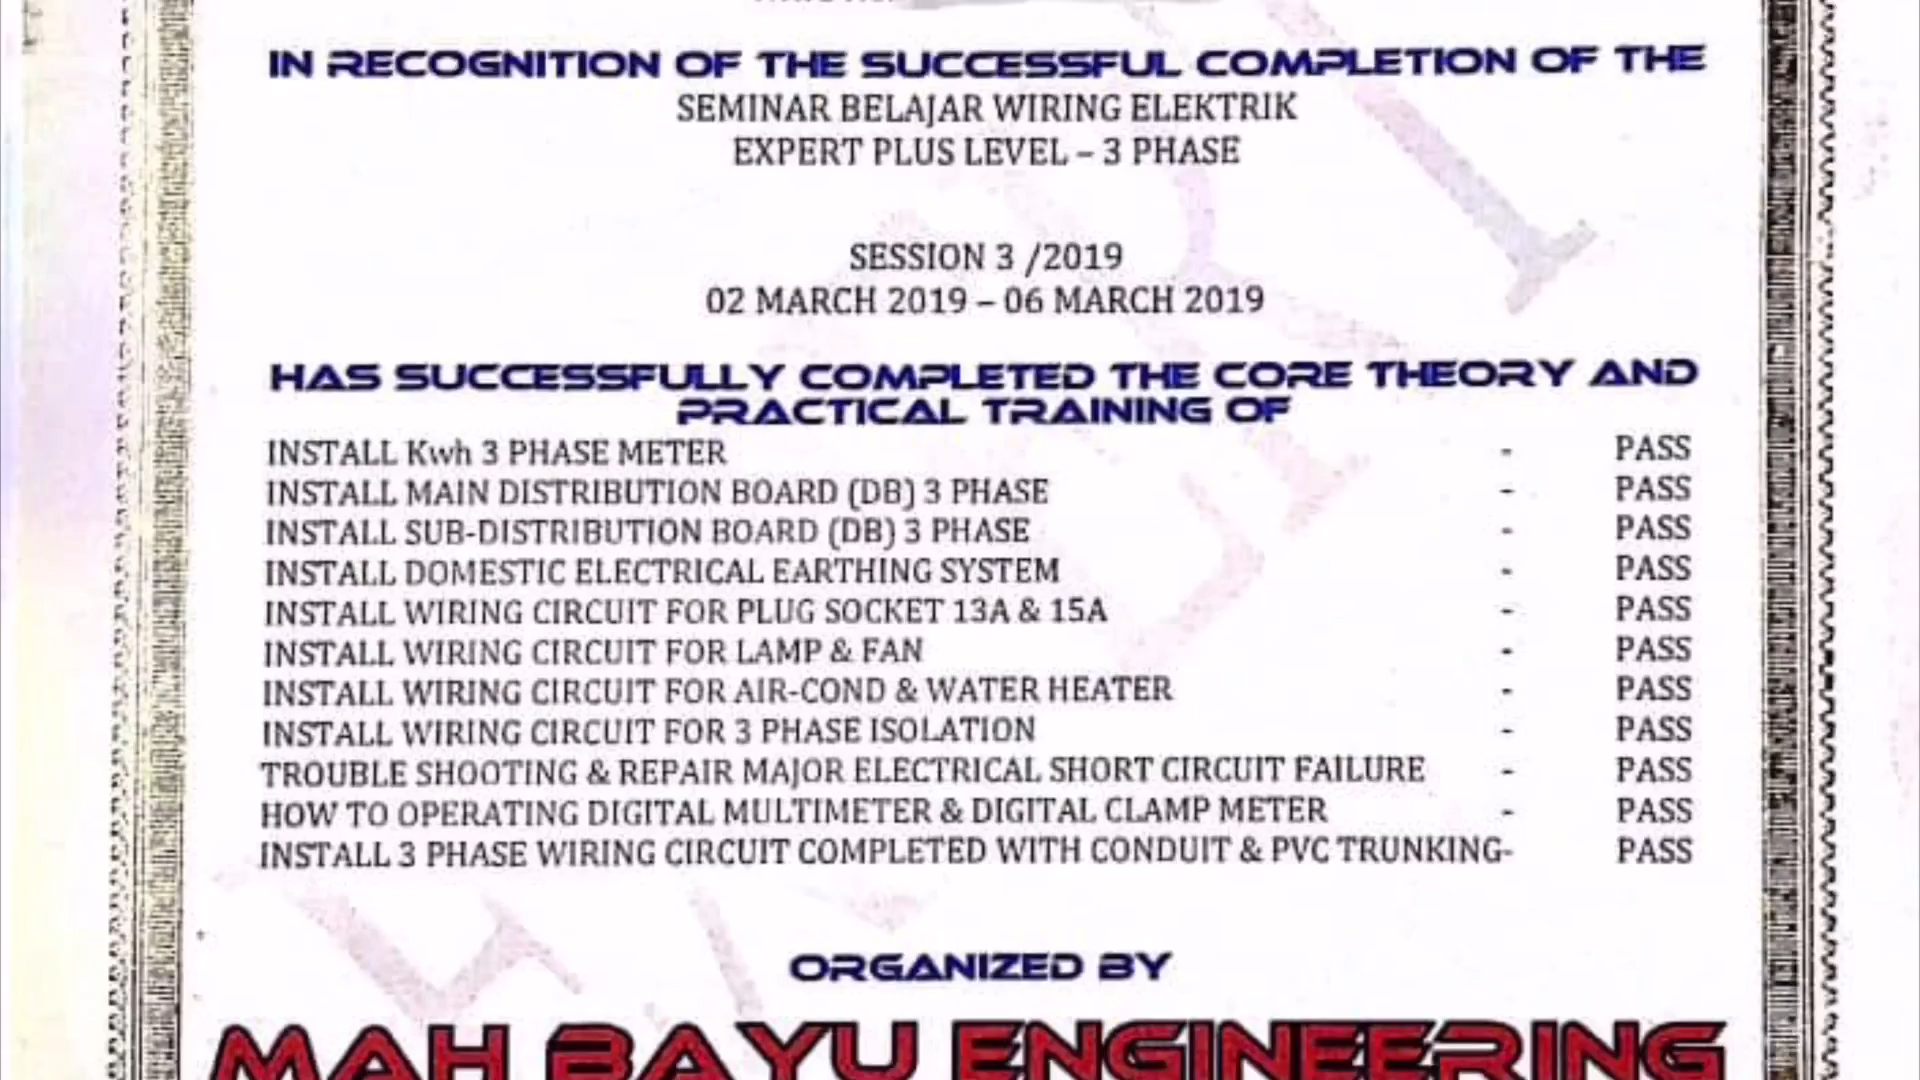 IN RECOGNITION OF THE SUCCESSFUL COMPLETION OF THE
SEMINAR BELAJAR WIRING ELEKTRIK
EXPERT PLUS LEVEL – 3 PHASE
SESSION 3 /2019
02 MARCH 2019 – 06 MARCH 2019
HAS SUCCESSFULLY COMPLETED THE CORE THEORY AND
PRACTICAL TRAINING OF
INSTALL Kwh 3 PHASE METER - PASS
INSTALL MAIN DISTRIBUTION BOARD (DB) 3 PHASE - PASS
INSTALL SUB-DISTRIBUTION BOARD (DB) 3 PHASE - PASS
INSTALL DOMESTIC ELECTRICAL EARTHING SYSTEM - PASS
INSTALL WIRING CIRCUIT FOR PLUG SOCKET 13A & 15A - PASS
INSTALL WIRING CIRCUIT FOR LAMP & FAN - PASS
INSTALL WIRING CIRCUIT FOR AIR-COND & WATER HEATER - PASS
INSTALL WIRING CIRCUIT FOR 3 PHASE ISOLATION - PASS
TROUBLE SHOOTING & REPAIR MAJOR ELECTRICAL SHORT CIRCUIT FAILURE - PASS
HOW TO OPERATING DIGITAL MULTIMETER & DIGITAL CLAMP METER - PASS
INSTALL 3 PHASE WIRING CIRCUIT COMPLETED WITH CONDUIT & PVC TRUNKING- PASS
ORGANIZED BY
MAH BAYU ENGINEERING